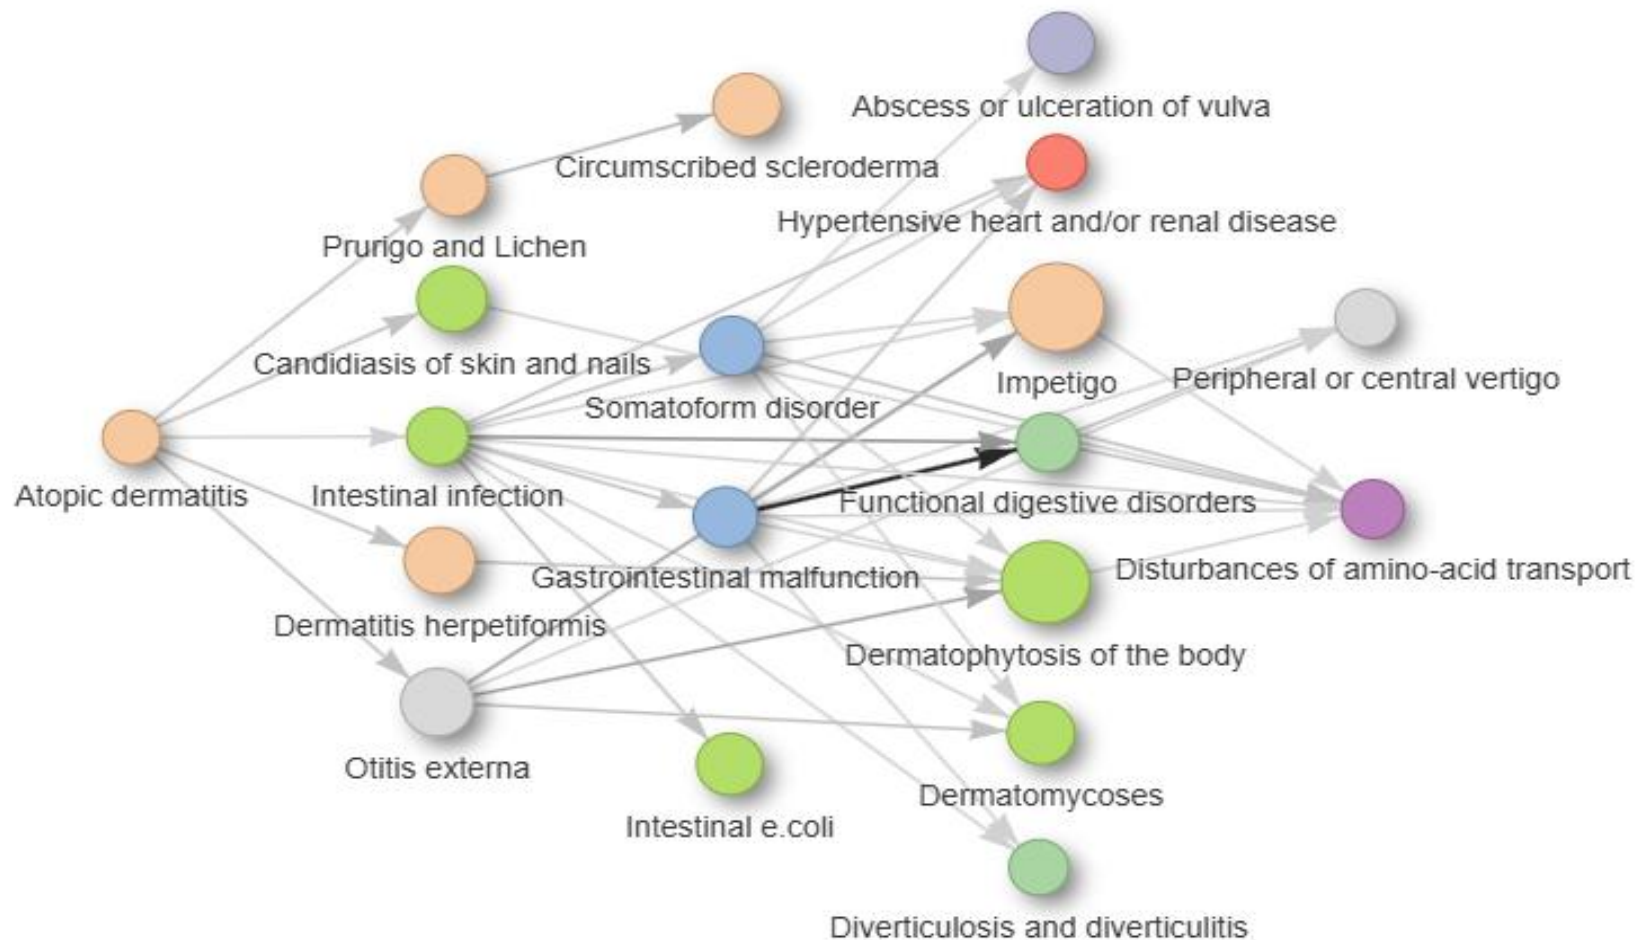 Abscess or ulceration of vulva
Circumscribed scleroderma
Hypertensive heart and/or renal disease
Prurigo and Lichen
Candidiasis of skin and nails
Impetigo
Peripheral or central vertigo
Somatoform disorder
Atopic dermatitis
Intestinal infection
Functional digestive disorders
Gastrointestinal malfunction
Disturbances of amino-acid transport
Dermatitis herpetiformis
Dermatophytosis of the body
Otitis externa
Dermatomycoses
Intestinal e.coli
Diverticulosis and diverticulitis